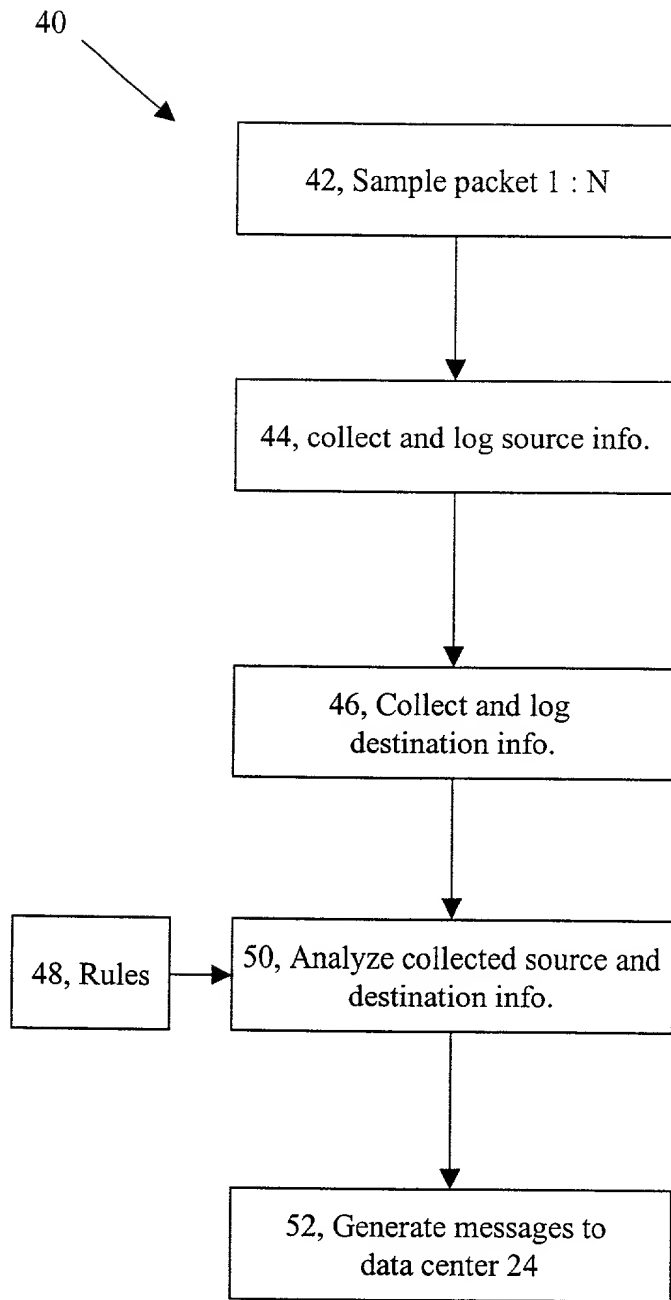 40
42, Sample packet 1 : N
44, collect and log source info.
46, Collect and log
destination info.
48, Rules
50, Analyze collected source and
destination info.
52, Generate messages to
data center 24